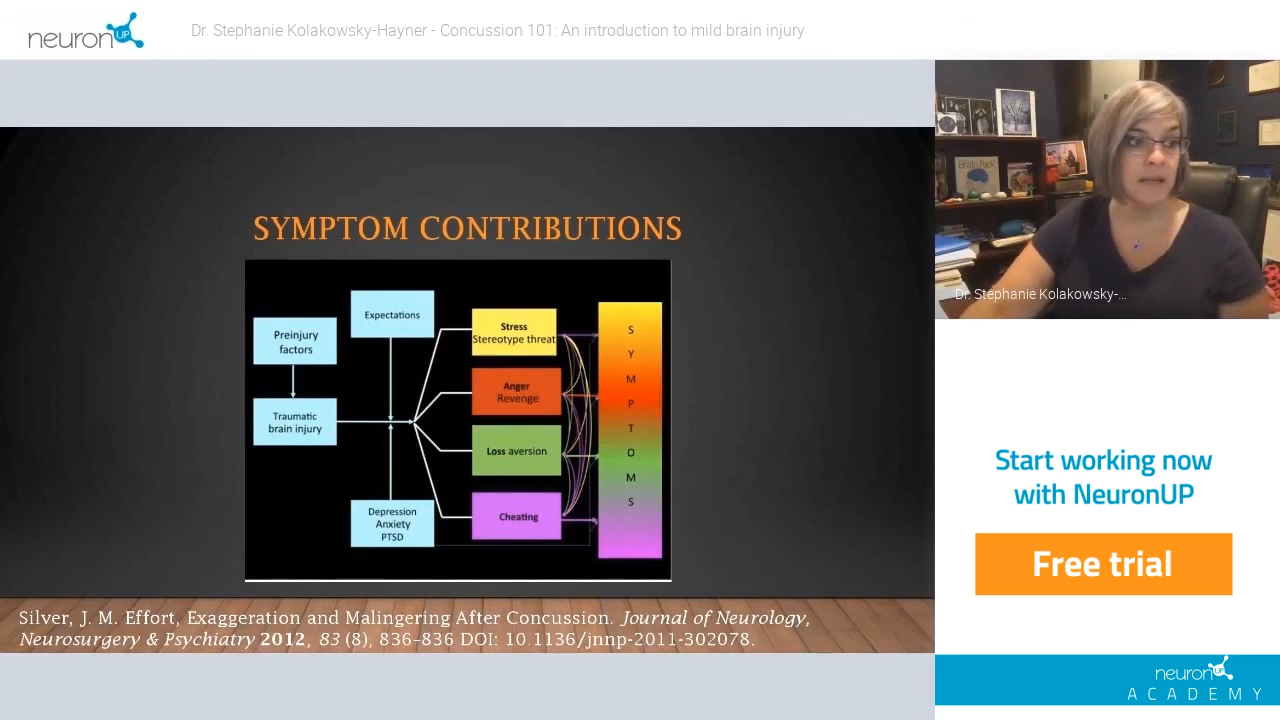 neuronUP
Dr. Stephanie Kolakowsky-Hayner - Concussion 101: An introduction to mild brain injury
SYMPTOM CONTRIBUTIONS
Preinjury
factors
Expectations
Traumatic
brain injury
Depression
Anxiety
PTSD
Stress
Stereotype threat
Anger
Revenge
Loss aversion
Cheating
S
Y
M
P
T
O
M
S
Silver, J. M. Effort, Exaggeration and Malingering After Concussion. Journal of Neurology,
Neurosurgery & Psychiatry 2012, 83 (8), 836–836 DOI: 10.1136/jnnp-2011-302078.
Brain Pack
Dr. Stephanie Kolakowsky-...
Start working now
with NeuronUP
Free trial
neuronUP
ACADEMY